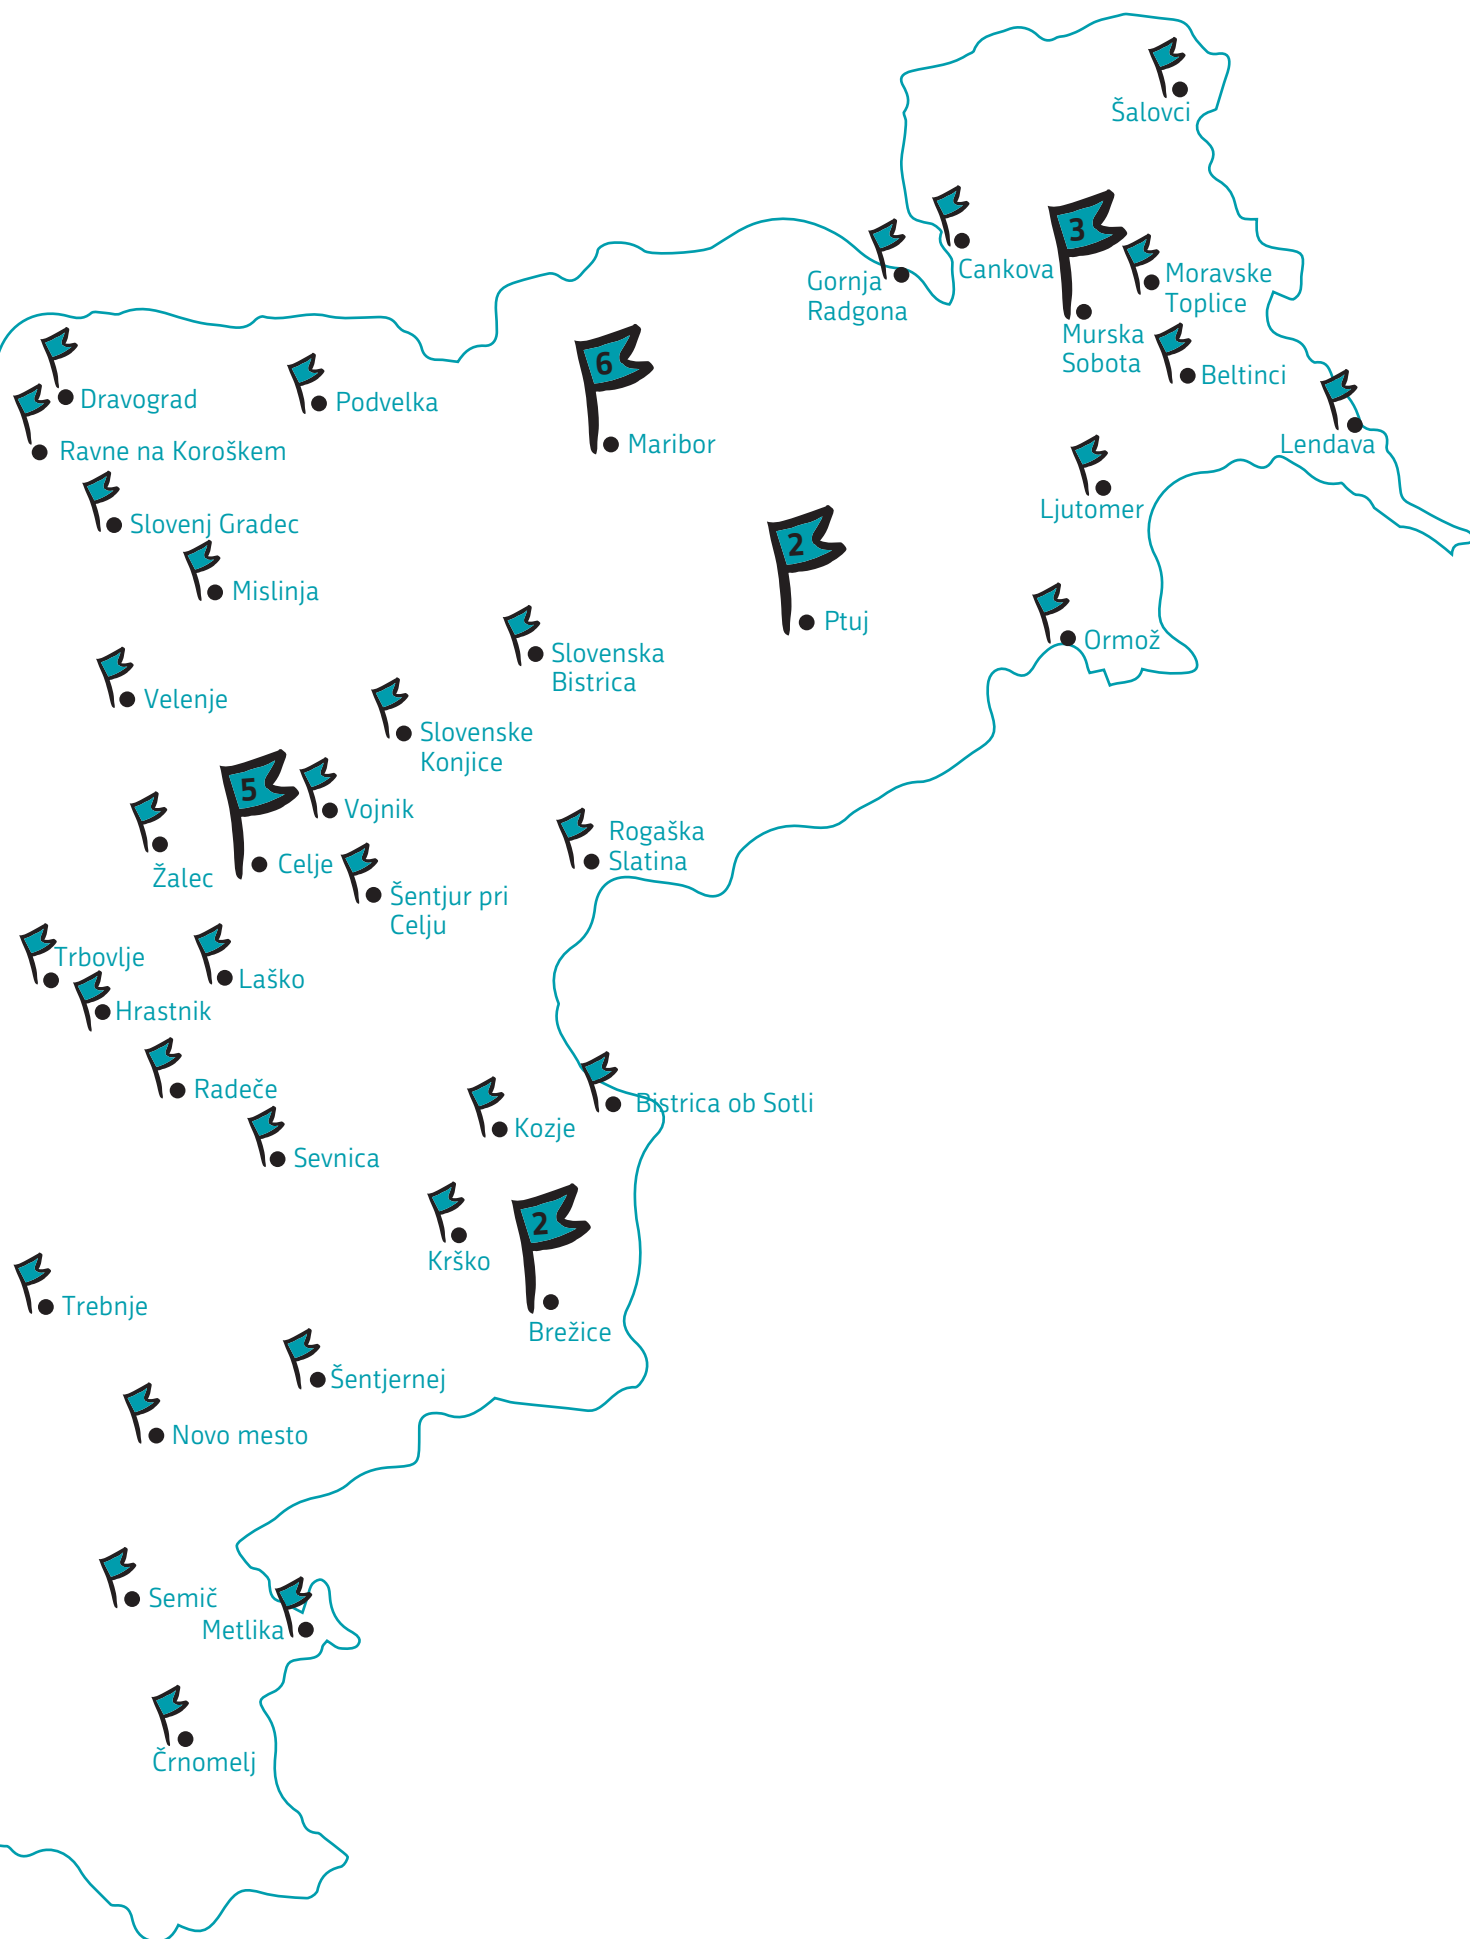 Šalovci
3
Cankova
Gornja
Radgona
Moravske
Toplice
Murska
Sobota
6
Beltinci
Dravograd
Podvelka
Maribor
Lendava
Ravne na Koroškem
Ljutomer
Slovenj Gradec
2
Mislinja
Ptuj
Ormož
Slovenska
Bistrica
Velenje
Slovenske
Konjice
5
Vojnik
Rogaška
Slatina
Celje
Žalec
Šentjur pri
Celju
Trbovlje
Laško
Hrastnik
Radeče
Bistrica ob Sotli
Kozje
Sevnica
2
Krško
Trebnje
Brežice
Šentjernej
Novo mesto
Semič
Metlika
Črnomelj